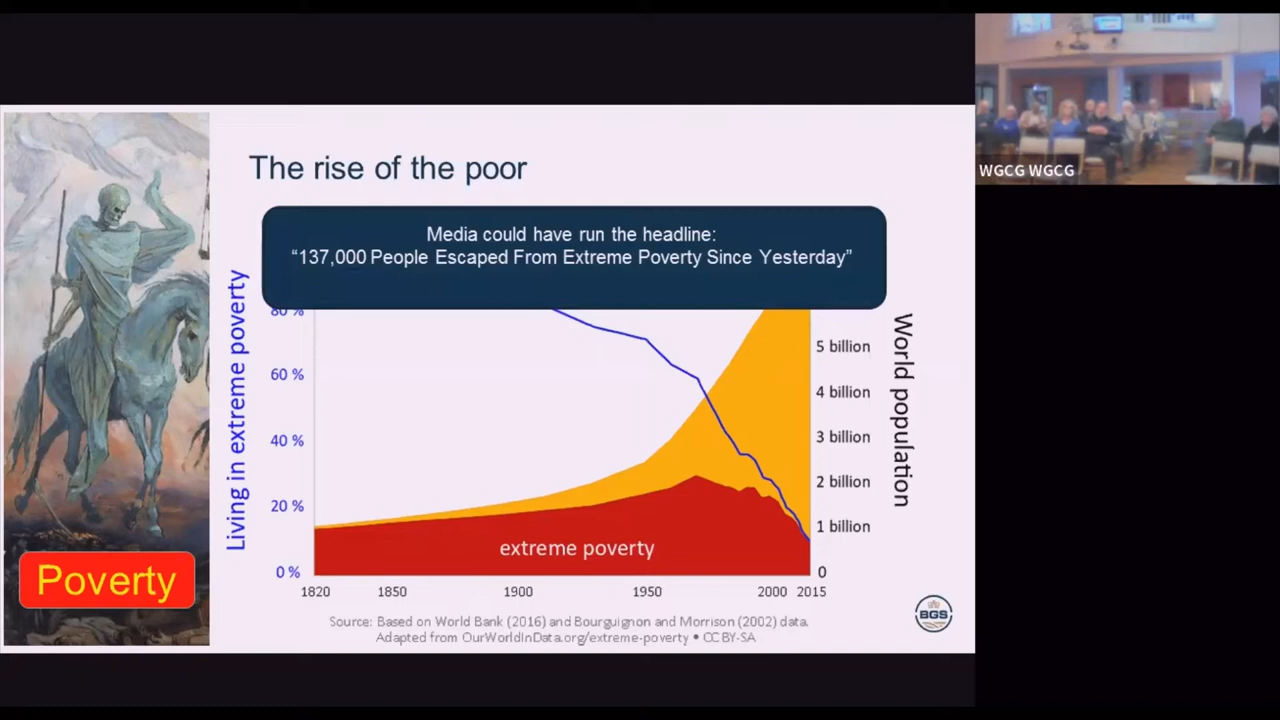 The rise of the poor
Media could have run the headline:
“137,000 People Escaped From Extreme Poverty Since Yesterday”
Living in extreme poverty
80 %
60 %
40 %
20 %
0 %
World population
5 billion
4 billion
3 billion
2 billion
1 billion
0
extreme poverty
1820
1850
1900
1950
2000
2015
Source: Based on World Bank (2016) and Bourguignon and Morrison (2002) data.
Adapted from OurWorldInData.org/extreme-poverty • CC BY-SA
Poverty
BGS
WGCG WGCG